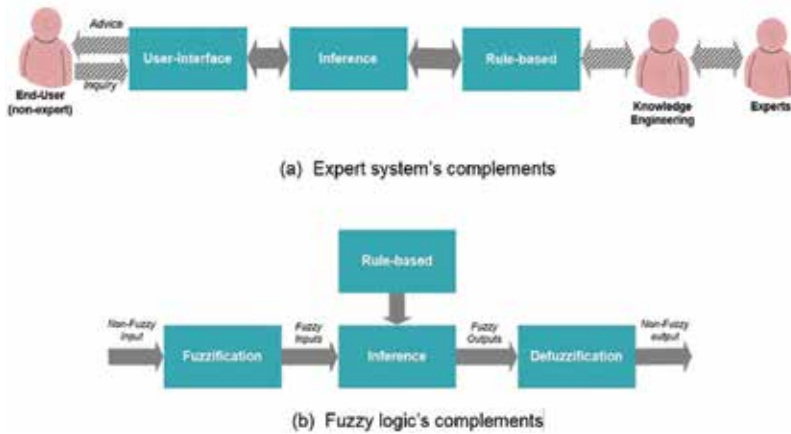 Advice
User-Interface
Inference
Rule-based
Inquiry
End-User
(non-expert)
Knowledge
Engineering
Experts
(a) Expert system's complements
Rule-based
Non-Fuzzy
input
Fuzzification
Fuzzy
Inputs
Inference
Fuzzy
Outputs
Defuzzification
Non-Fuzzy
output
(b) Fuzzy logic's complements